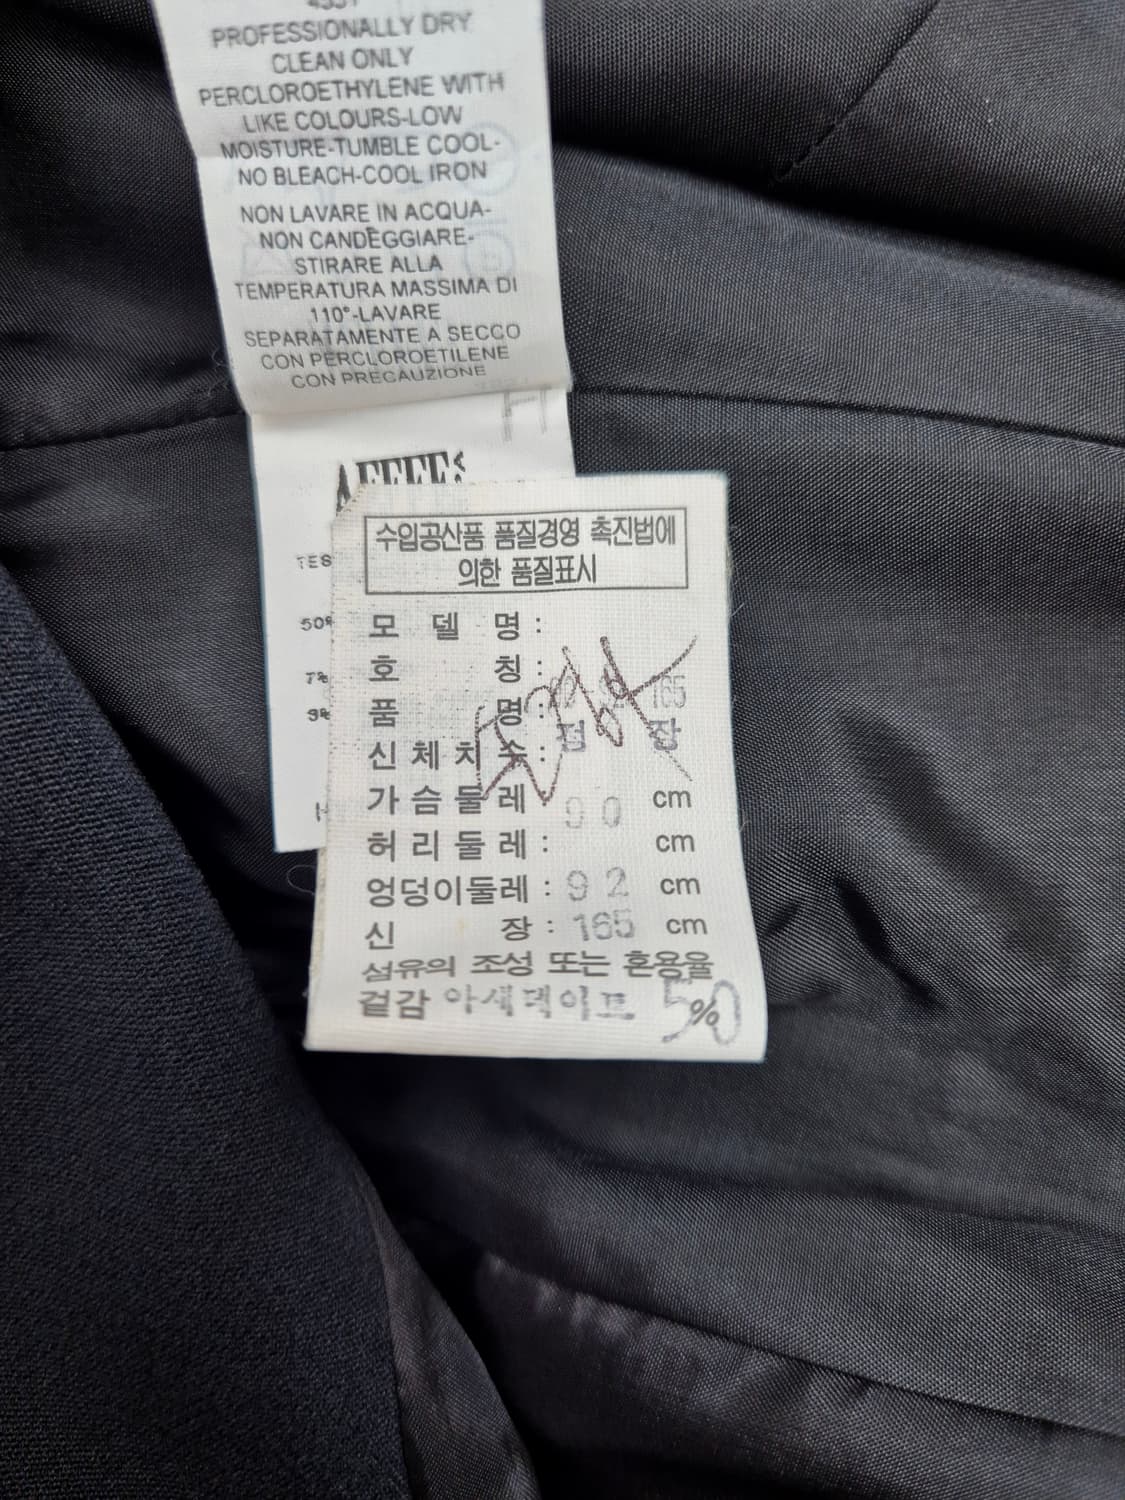 PROFESSIONALLY DRY
CLEAN ONLY
PERCLOROETHYLENE WITH
LIKE COLOURS-LOW
MOISTURE-TUMBLE COOL-
NO BLEACH-COOL IRON
NON LAVARE IN ACQUA-
NON CANDEGGIARE-
STIRARE ALLA
TEMPERATURA MASSIMA DI
110°-LAVARE
SEPARATAMENTE A SECCO
CON PERCLOROETILENE
CON PRECAUZIONE
H
TES
수입공산품 품질경영 촉진법에
의한 품질표시
모 델 명 :
호 칭 : 165
품 명 : 점 장
신 체 치 수 :
가 슴 둘 레 : 90 cm
허 리 둘 레 : cm
엉덩이둘레 : 92 cm
신 장 : 165 cm
섬유의 조성 또는 혼용율
겉감 아세테이트 50%